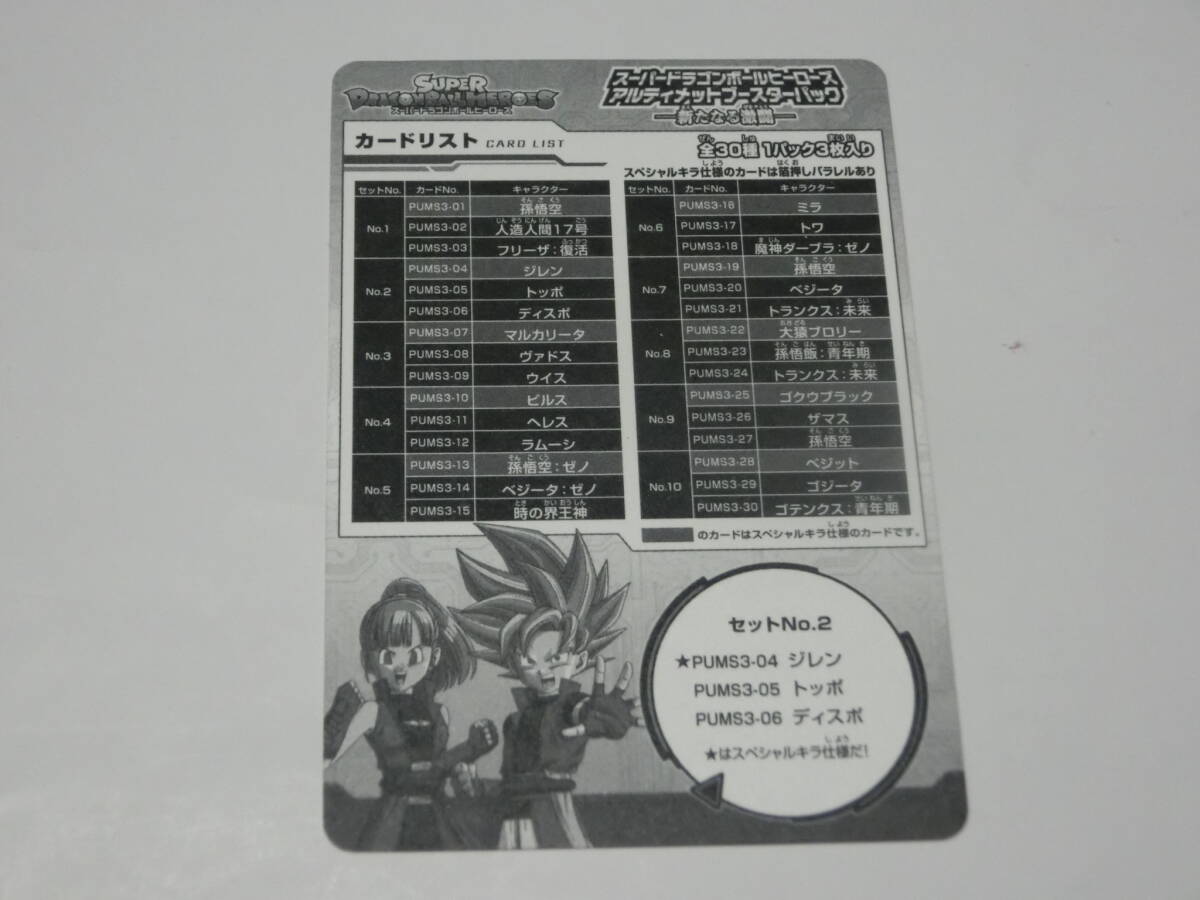 SUPER
DRAGONBALL HEROES
スーパードラゴンボールヒーローズ
スーパードラゴンボールヒーローズ
アルティメットブースターパック
―新たなる激闘―
カードリスト CARD LIST
全30種 1パック3枚入り
スペシャルキラ仕様のカードは箔押しパラレルあり
セットNo. カードNo. キャラクター
No.1
PUMS3-01 孫悟空
PUMS3-02 人造人間17号
PUMS3-03 フリーザ:復活
No.2
PUMS3-04 ジレン
PUMS3-05 トッポ
PUMS3-06 ディスポ
No.3
PUMS3-07 マルカリータ
PUMS3-08 ヴァドス
PUMS3-09 ウイス
No.4
PUMS3-10 ビルス
PUMS3-11 ヘレス
PUMS3-12 ラムーシ
No.5
PUMS3-13 孫悟空:ゼノ
PUMS3-14 ベジータ:ゼノ
PUMS3-15 時の界王神
セットNo. カードNo. キャラクター
No.6
PUMS3-16 ミラ
PUMS3-17 トワ
PUMS3-18 魔神ダーブラ:ゼノ
No.7
PUMS3-19 孫悟空
PUMS3-20 ベジータ
PUMS3-21 トランクス:未来
No.8
PUMS3-22 大猿ブロリー
PUMS3-23 孫悟飯:青年期
PUMS3-24 トランクス:未来
No.9
PUMS3-25 ゴクウブラック
PUMS3-26 ザマス
PUMS3-27 孫悟空
No.10
PUMS3-28 ベジット
PUMS3-29 ゴジータ
PUMS3-30 ゴテンクス:青年期
のカードはスペシャルキラ仕様のカードです。
セットNo.2
★PUMS3-04 ジレン
PUMS3-05 トッポ
PUMS3-06 ディスポ
★はスペシャルキラ仕様だ!